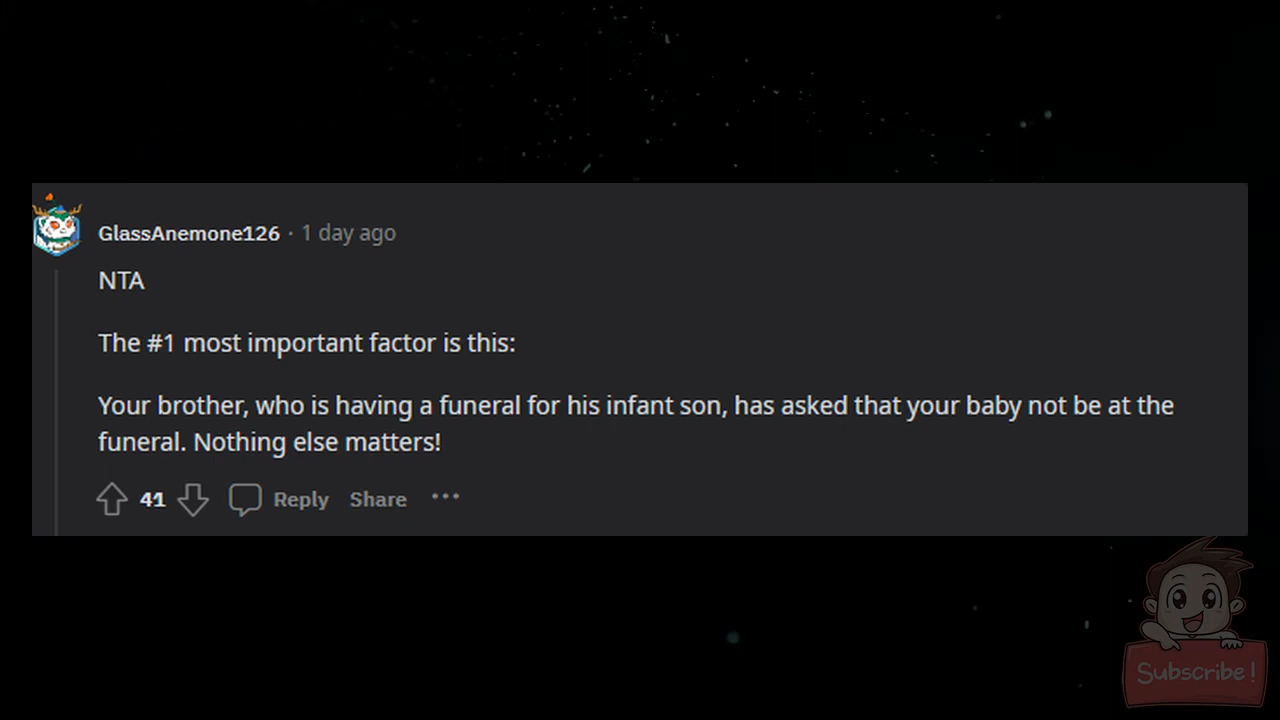 GlassAnemone126 · 1 day ago
NTA
The #1 most important factor is this:
Your brother, who is having a funeral for his infant son, has asked that your baby not be at the
funeral. Nothing else matters!
41 Reply Share ···
Subscribe!